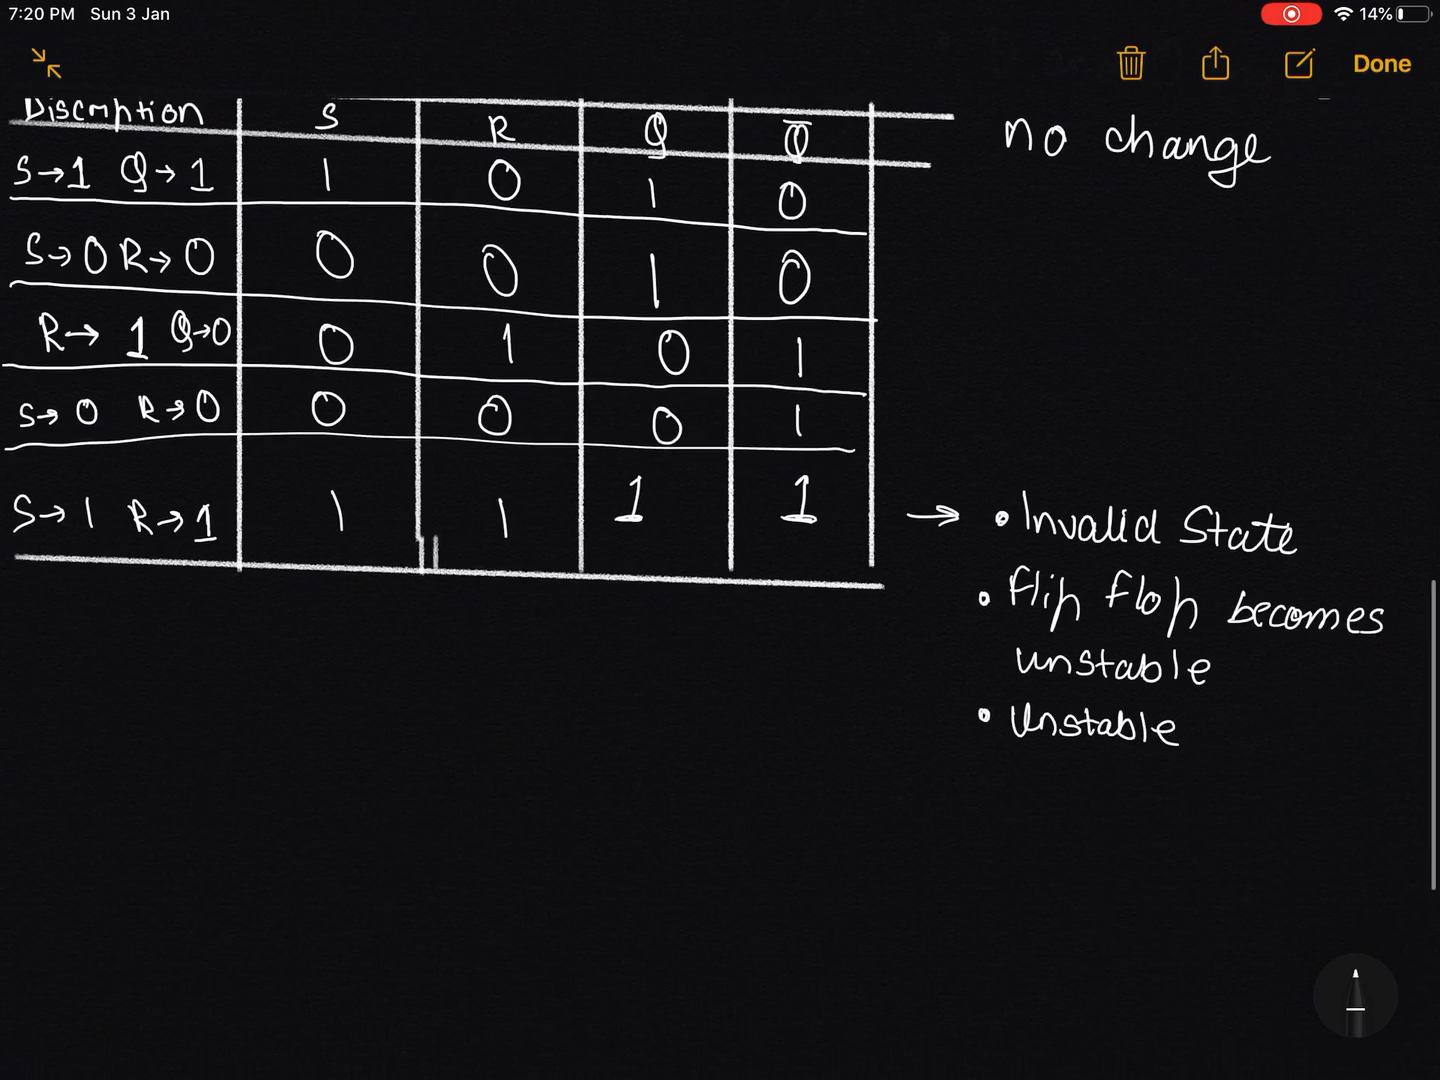 7:20 PM Sun 3 Jan
14%
Done
Discription S R Q Q̅
no change
S→1 Q→1 1 0 1 0
S→0 R→0 0 0 1 0
R→ 1 Q→0 0 1 0 1
S→0 R→0 0 0 0 1
S→1 R→1 1 1 1 1
→ • Invalid State
• flip flop becomes
unstable
• Unstable